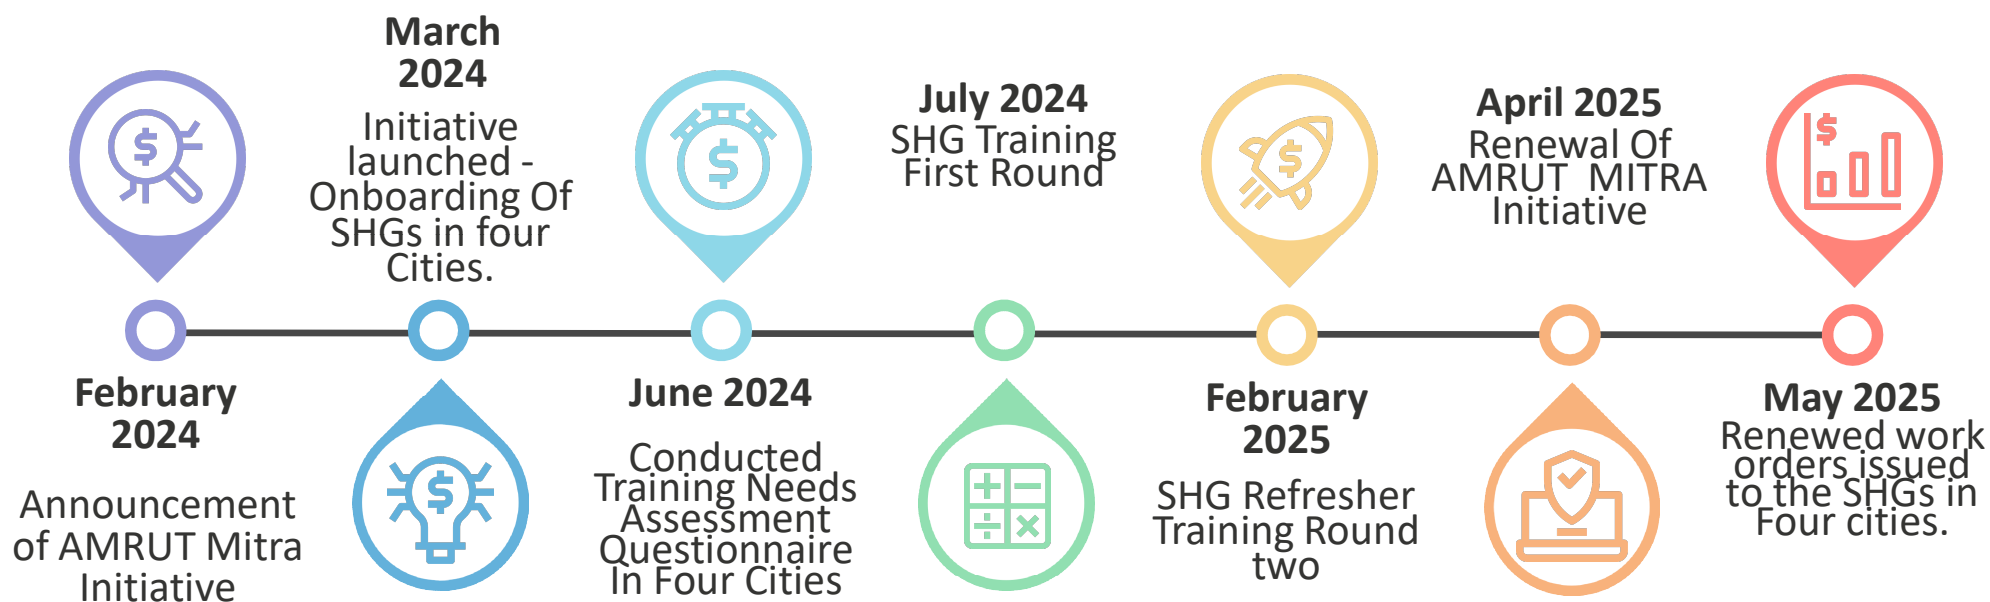 February
2024
Announcement
of AMRUT Mitra
Initiative
March
2024
Initiative
launched -
Onboarding Of
SHGs in four
Cities.
June 2024
Conducted
Training Needs
Assessment
Questionnaire
In Four Cities
July 2024
SHG Training
First Round
February
2025
SHG Refresher
Training Round
two
April 2025
Renewal Of
AMRUT  MITRA
Initiative
May 2025
Renewed work
orders issued
to the SHGs in
Four cities.